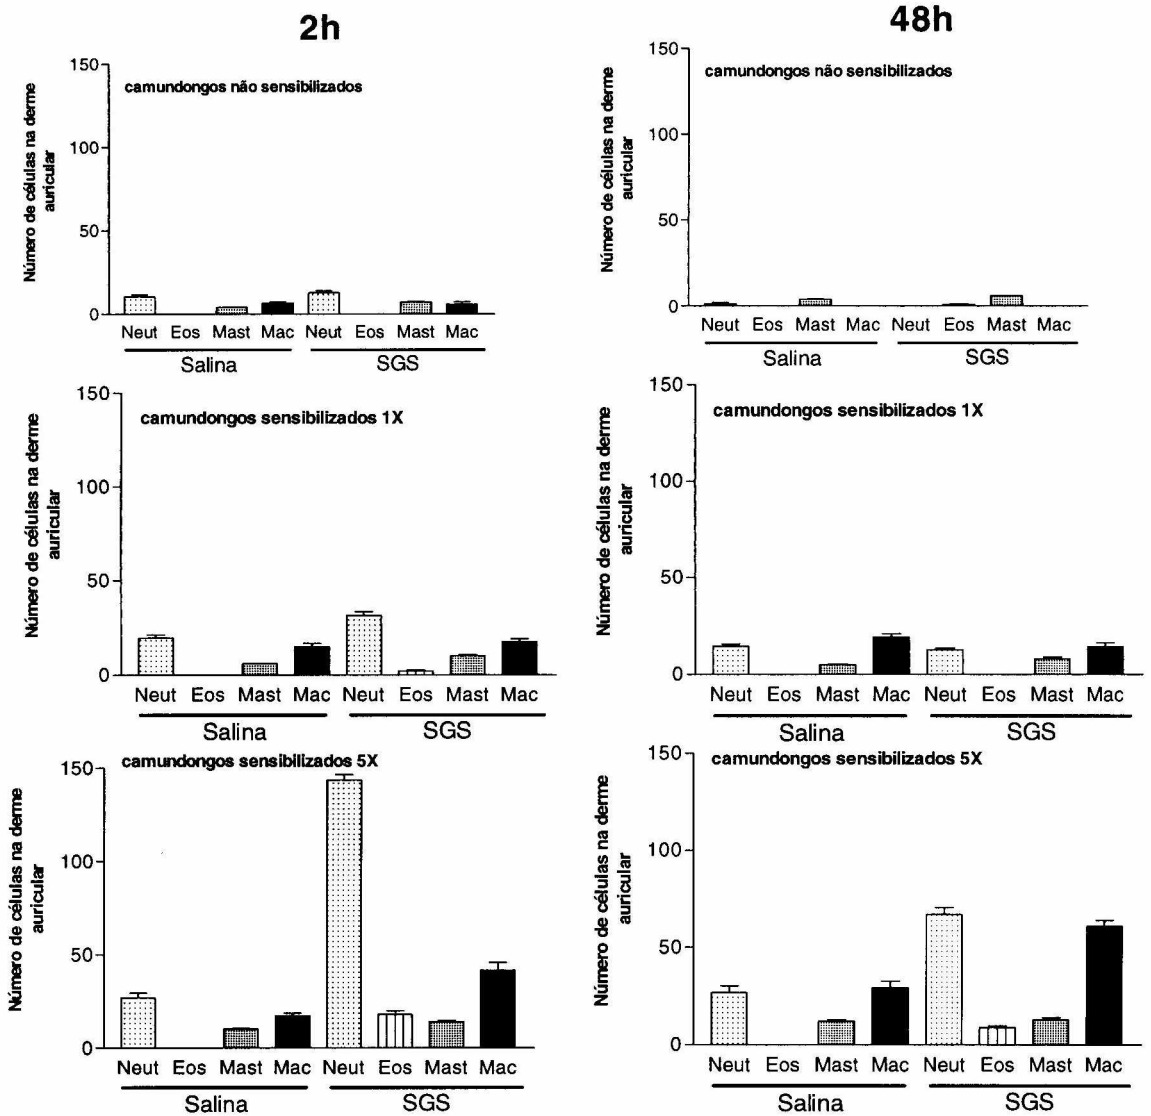 2h
48h
camundongos não sensibilizados
Número de células na derme
auricular
150
100
50
0
Neut Eos Mast Mac Neut Eos Mast Mac
Salina SGS
camundongos não sensibilizados
Número de células na derme
auricular
150
100
50
0
Neut Eos Mast Mac Neut Eos Mast Mac
Salina SGS
camundongos sensibilizados 1X
Número de células na derme
auricular
150
100
50
0
Neut Eos Mast Mac Neut Eos Mast Mac
Salina SGS
camundongos sensibilizados 1X
Número de células na derme
auricular
150
100
50
0
Neut Eos Mast Mac Neut Eos Mast Mac
Salina SGS
camundongos sensibilizados 5X
Número de células na derme
auricular
150
100
50
0
Neut Eos Mast Mac Neut Eos Mast Mac
Salina SGS
camundongos sensibilizados 5X
Número de células na derme
auricular
150
100
50
0
Neut Eos Mast Mac Neut Eos Mast Mac
Salina SGS